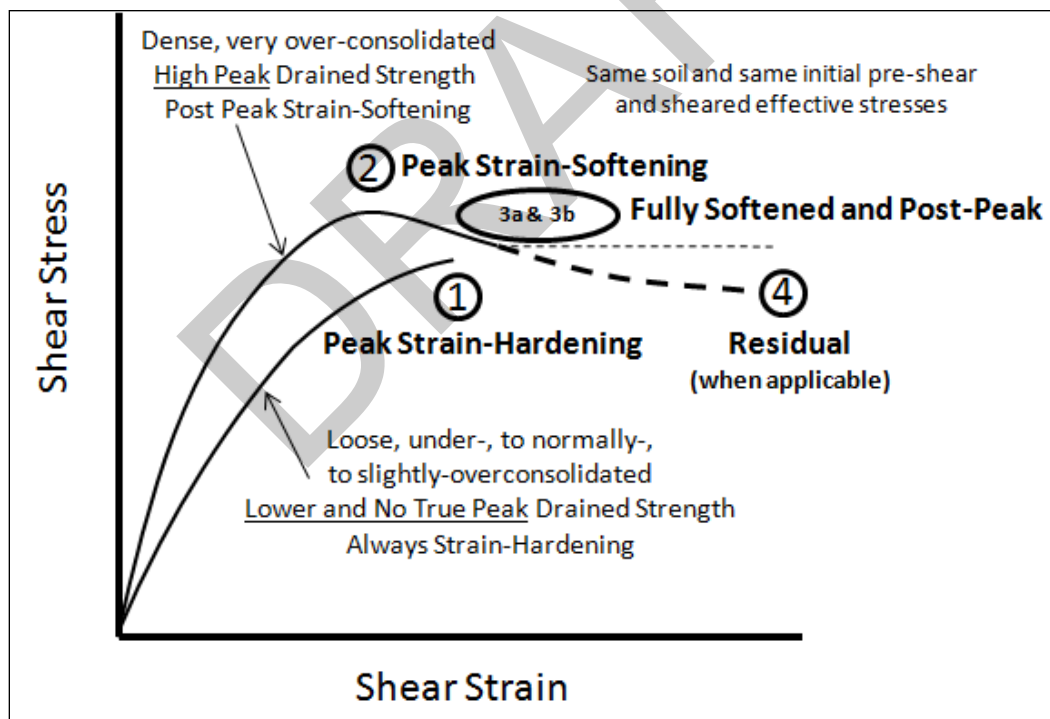 Dense, very over-consolidated
High Peak Drained Strength
Post Peak Strain-Softening
Same soil and same initial pre-shear
and sheared effective stresses
2 Peak Strain-Softening
3a & 3b
Fully Softened and Post-Peak
1
Peak Strain-Hardening
4
Residual
(when applicable)
Loose, under-, to normally-,
to slightly-overconsolidated
Lower and No True Peak Drained Strength
Always Strain-Hardening
Shear Stress
Shear Strain
DRAF